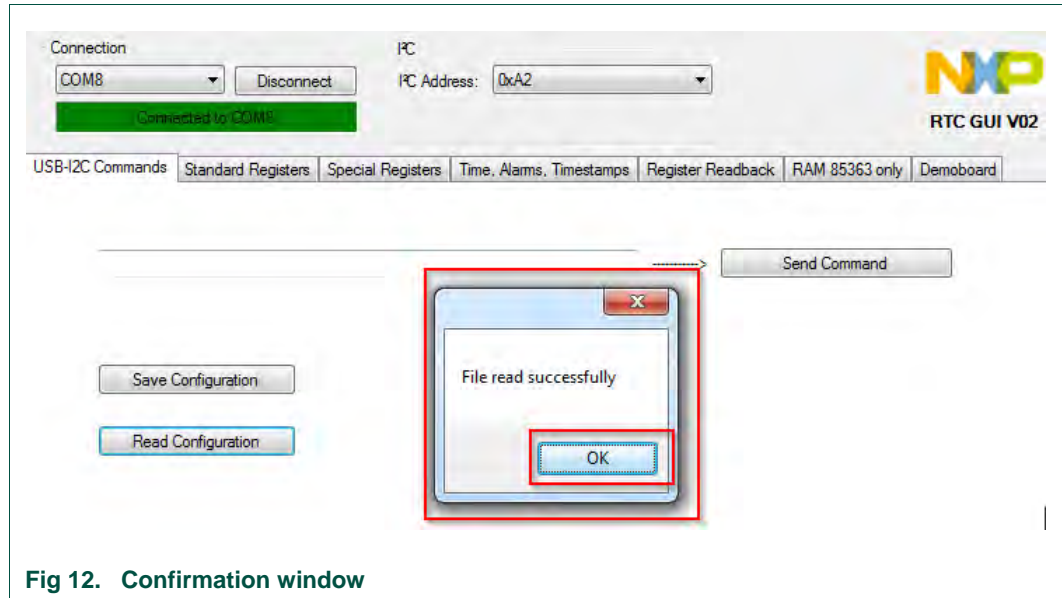 Connection
I²C
COM8
Disconnect
I²C Address:
0xA2
NXP
Connected to COM8
RTC GUI V02
USB-I2C Commands
Standard Registers
Special Registers
Time, Alarms, Timestamps
Register Readback
RAM 85363 only
Demoboard
----------->
Send Command
X
File read successfully
Save Configuration
Read Configuration
OK
Fig 12. Confirmation window